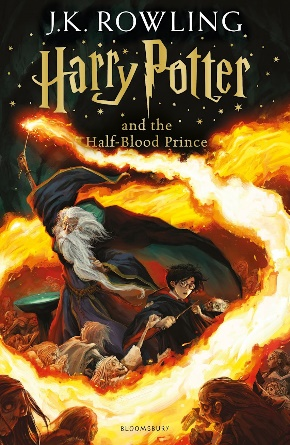 J.K. ROWLING
Harry Potter
and the
Half-Blood Prince
BLOOMSBURY